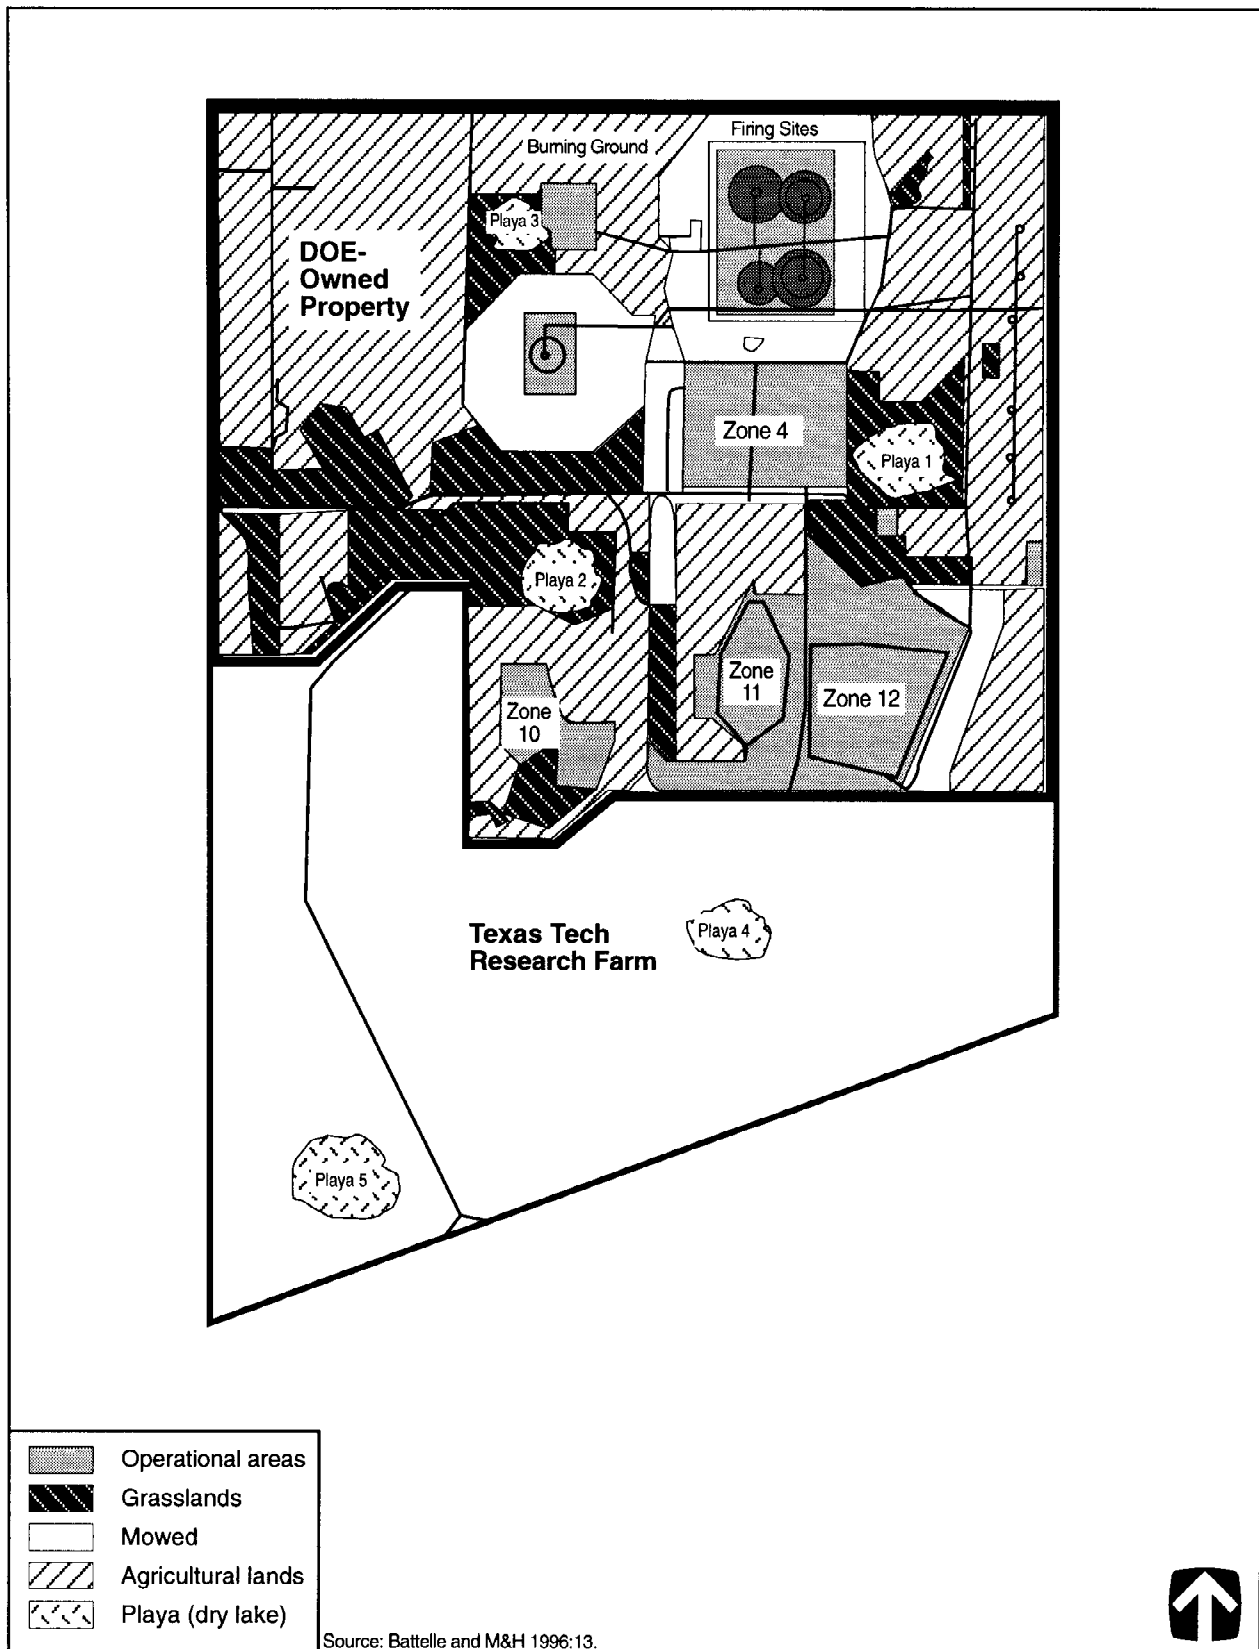 Firing Sites
Burning Ground
Playa 3
DOE-
Owned
Property
Zone 4
Playa 1
Playa 2
Zone
11
Zone 12
Zone
10
Texas Tech
Research Farm
Playa 4
Playa 5
Operational areas
Grasslands
Mowed
Agricultural lands
Playa (dry lake)
Source: Battelle and M&H 1996:13.